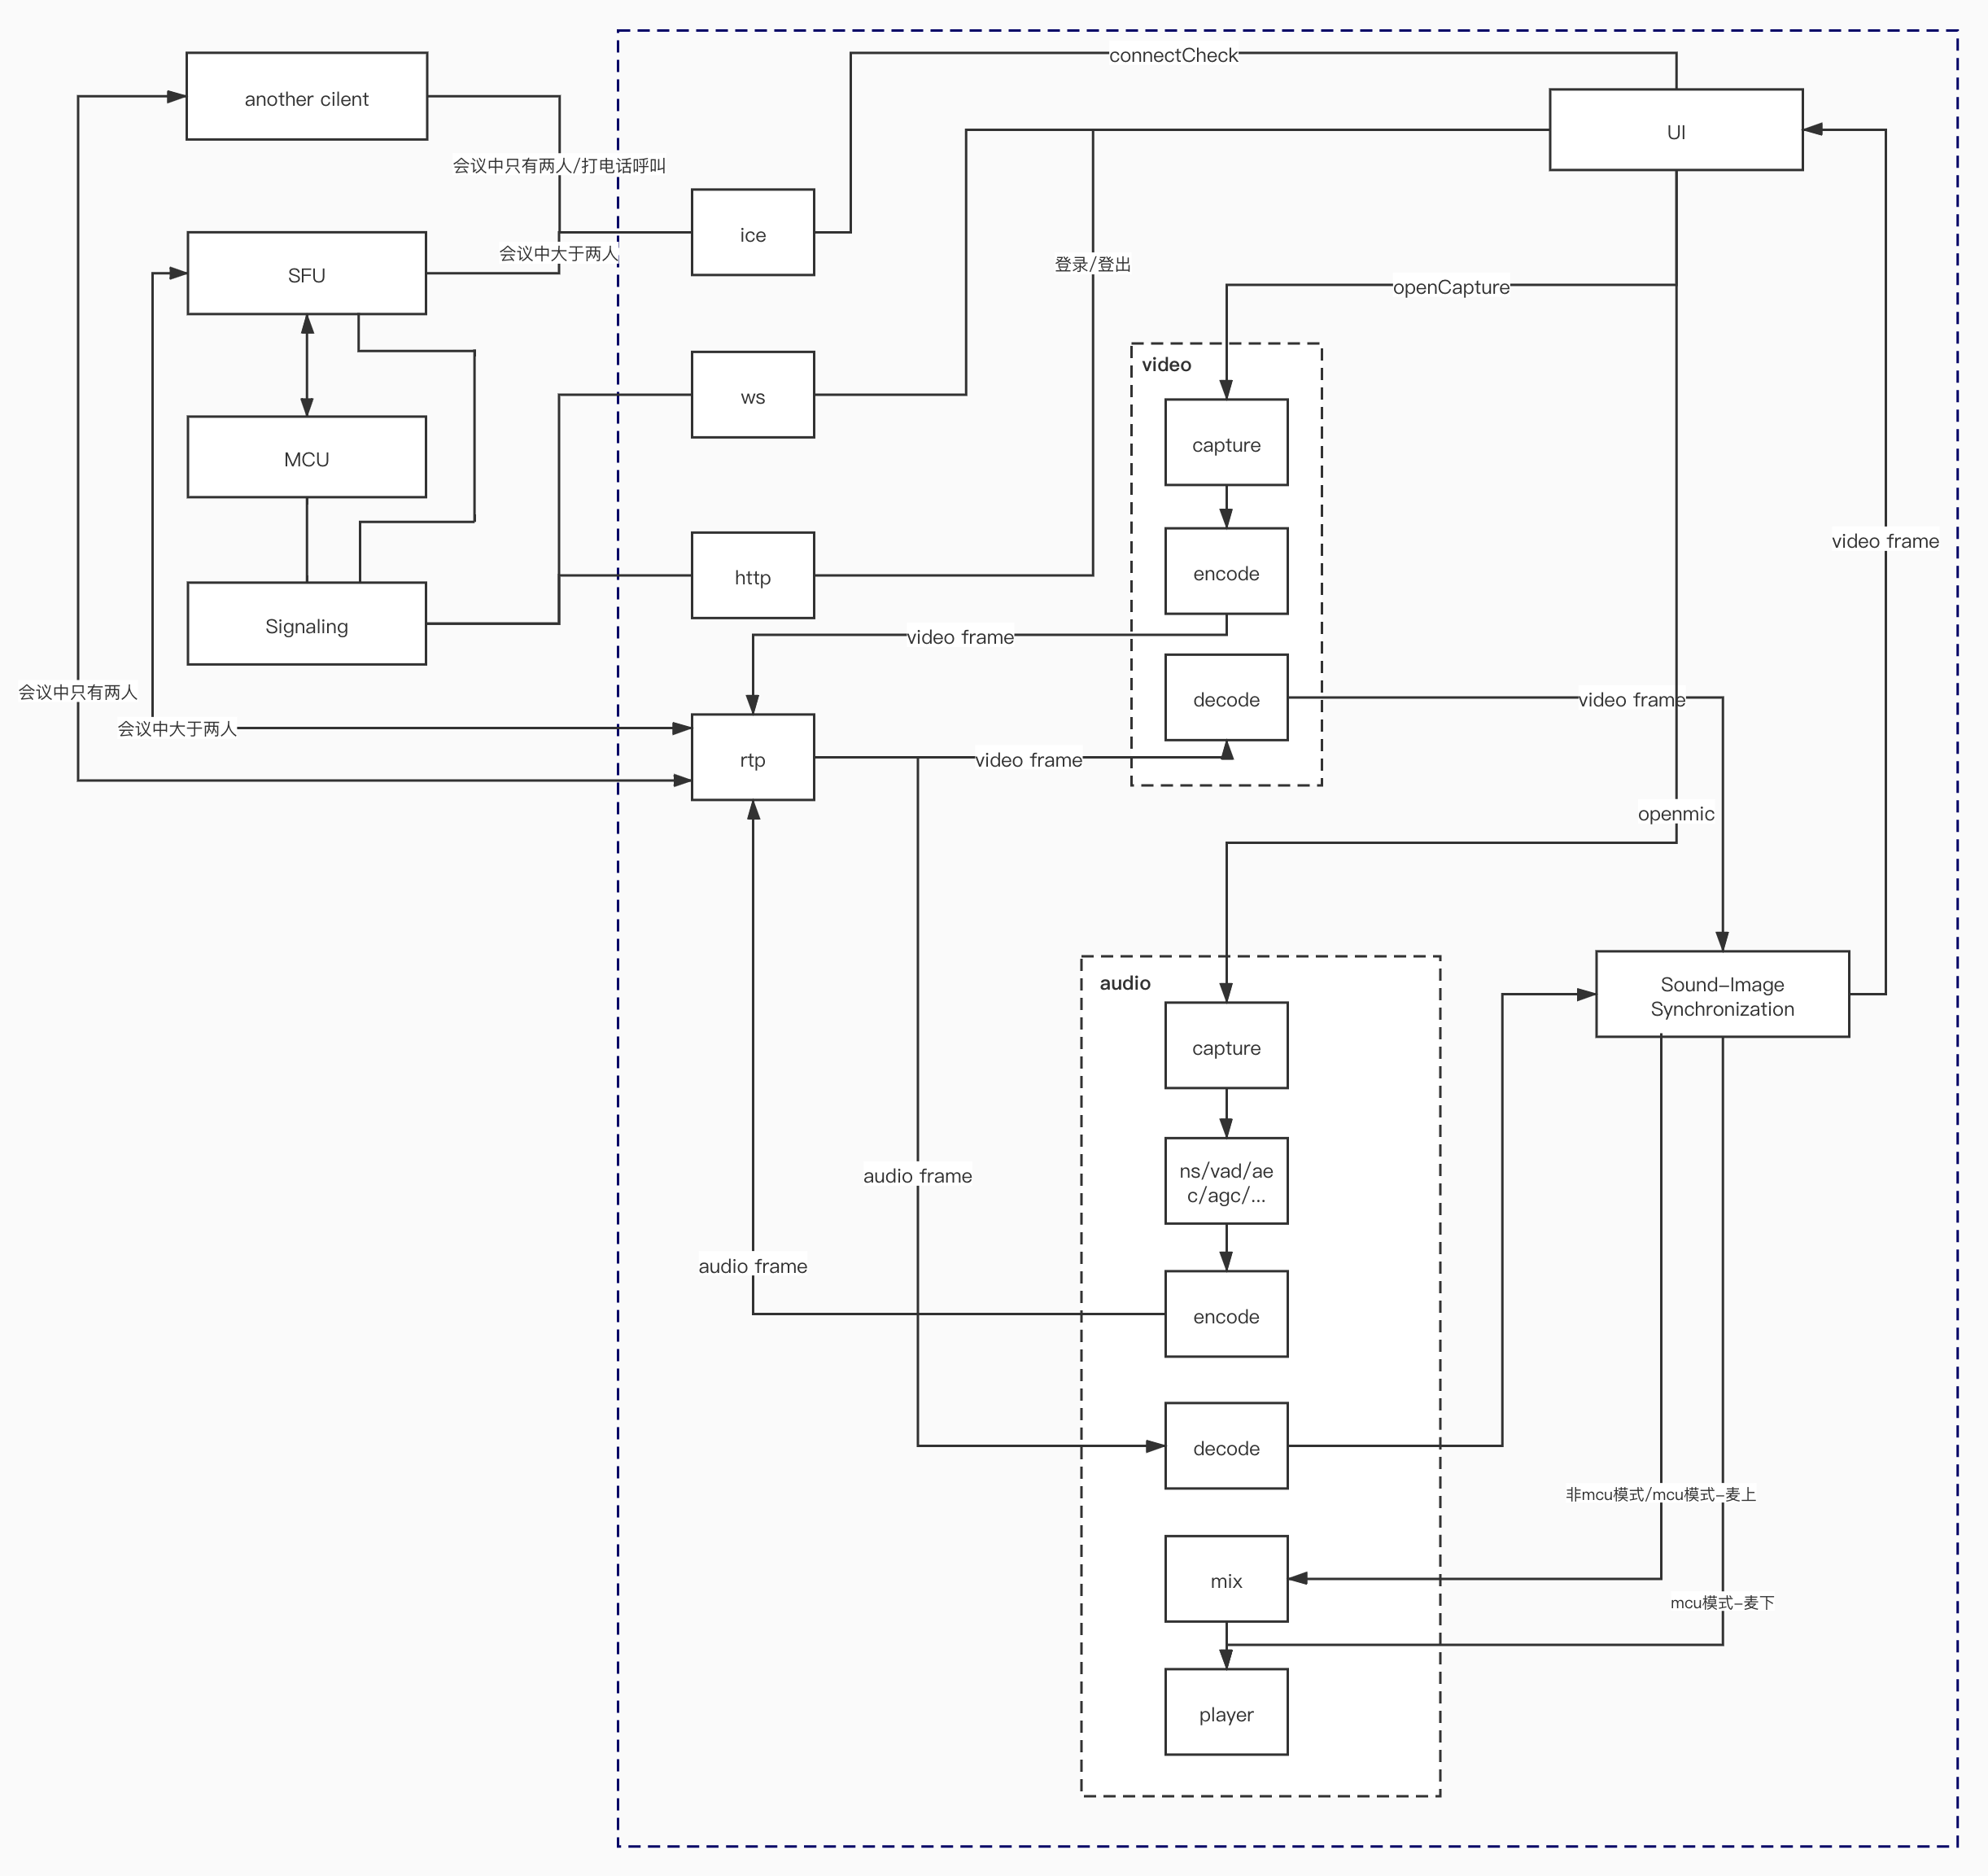 connectCheck
another cilent
UI
会议中只有两人/打电话呼叫
ice
会议中大于两人
SFU
登录/登出
openCapture
video
ws
capture
MCU
video frame
http
encode
Signaling
video frame
会议中只有两人
decode
video frame
会议中大于两人
rtp
video frame
openmic
audio
Sound-Image
Synchronization
capture
audio frame
ns/vad/ae
c/agc/...
audio frame
encode
decode
非mcu模式/mcu模式-麦上
mix
mcu模式-麦下
player